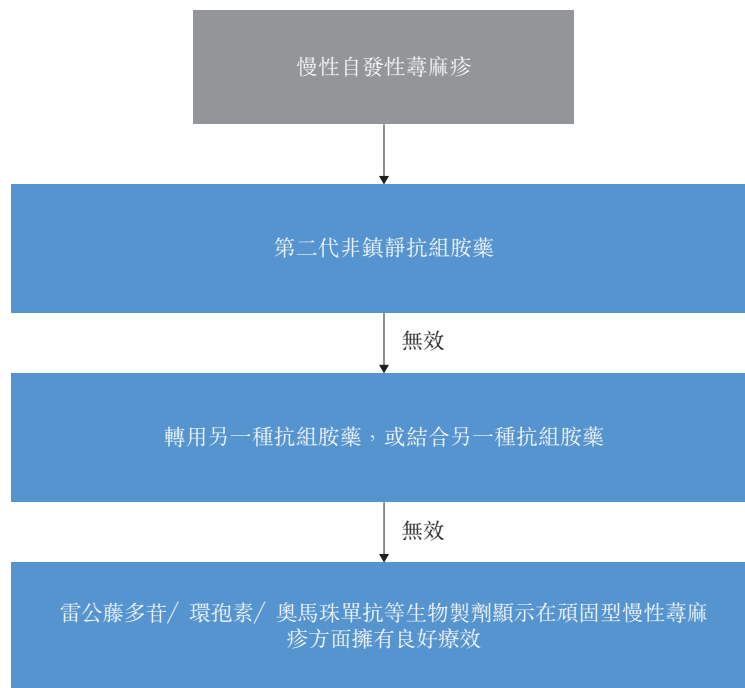 慢性自發性蕁麻疹
第二代非鎮靜抗組胺藥
無效
轉用另一種抗組胺藥，或結合另一種抗組胺藥
無效
雷公藤多苷/ 環孢素/ 奧馬珠單抗等生物製劑顯示在頑固型慢性蕁麻
疹方面擁有良好療效